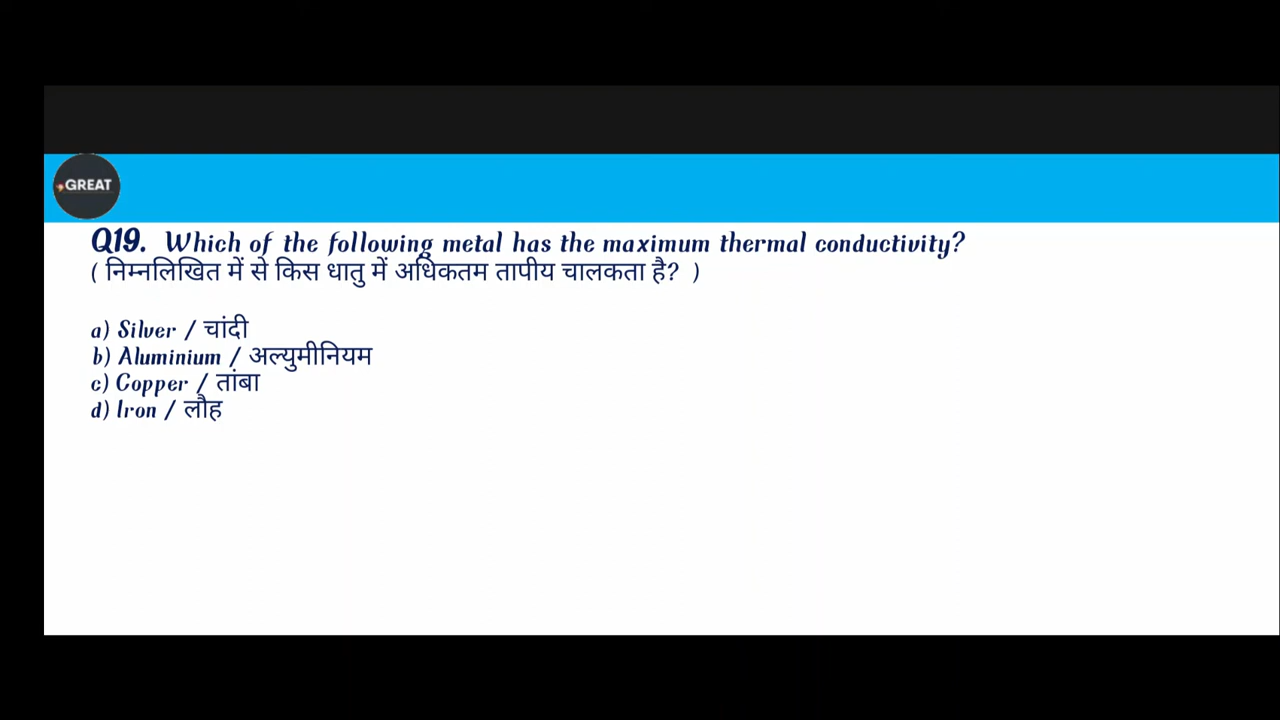 GREAT
Q19. Which of the following metal has the maximum thermal conductivity?
( निम्नलिखित में से किस धातु में अधिकतम तापीय चालकता है? )
a) Silver / चांदी
b) Aluminium / अल्युमीनियम
c) Copper / तांबा
d) Iron / लौह